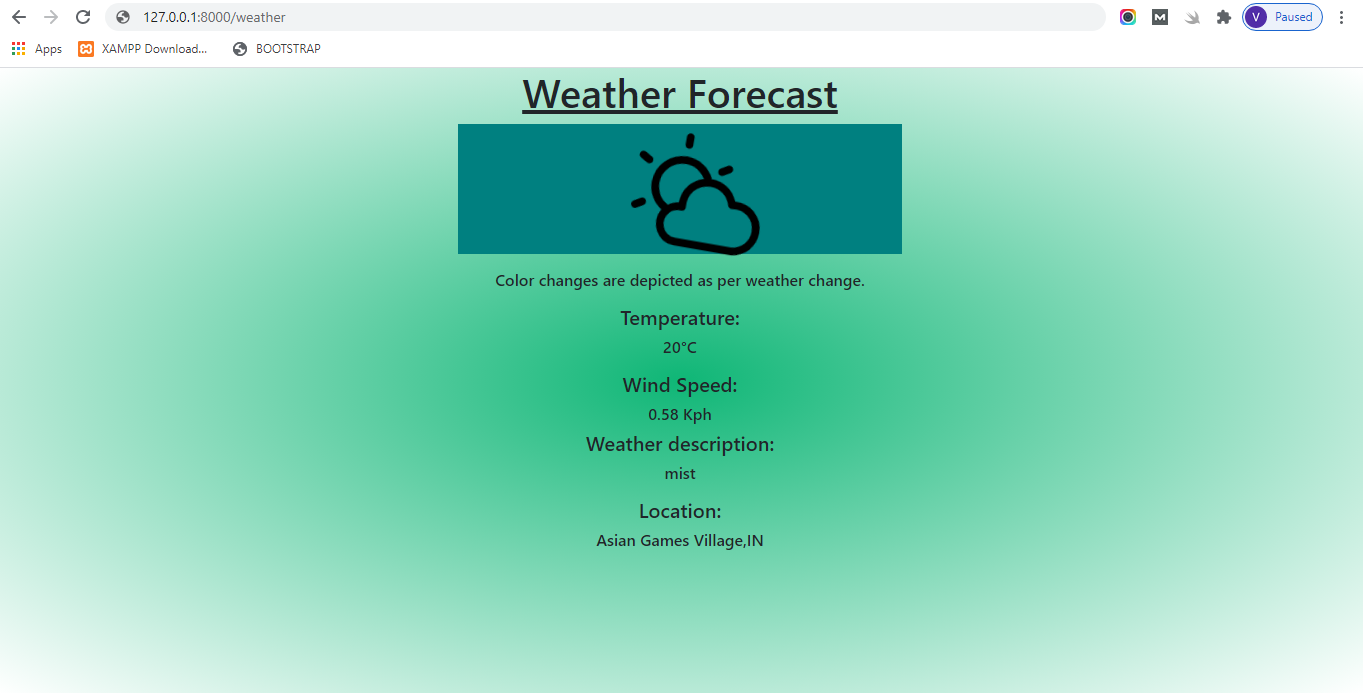 127.0.0.1:8000/weather
V Paused
Apps XAMPP Download... BOOTSTRAP
Weather Forecast
Color changes are depicted as per weather change.
Temperature:
20°C
Wind Speed:
0.58 Kph
Weather description:
mist
Location:
Asian Games Village,IN